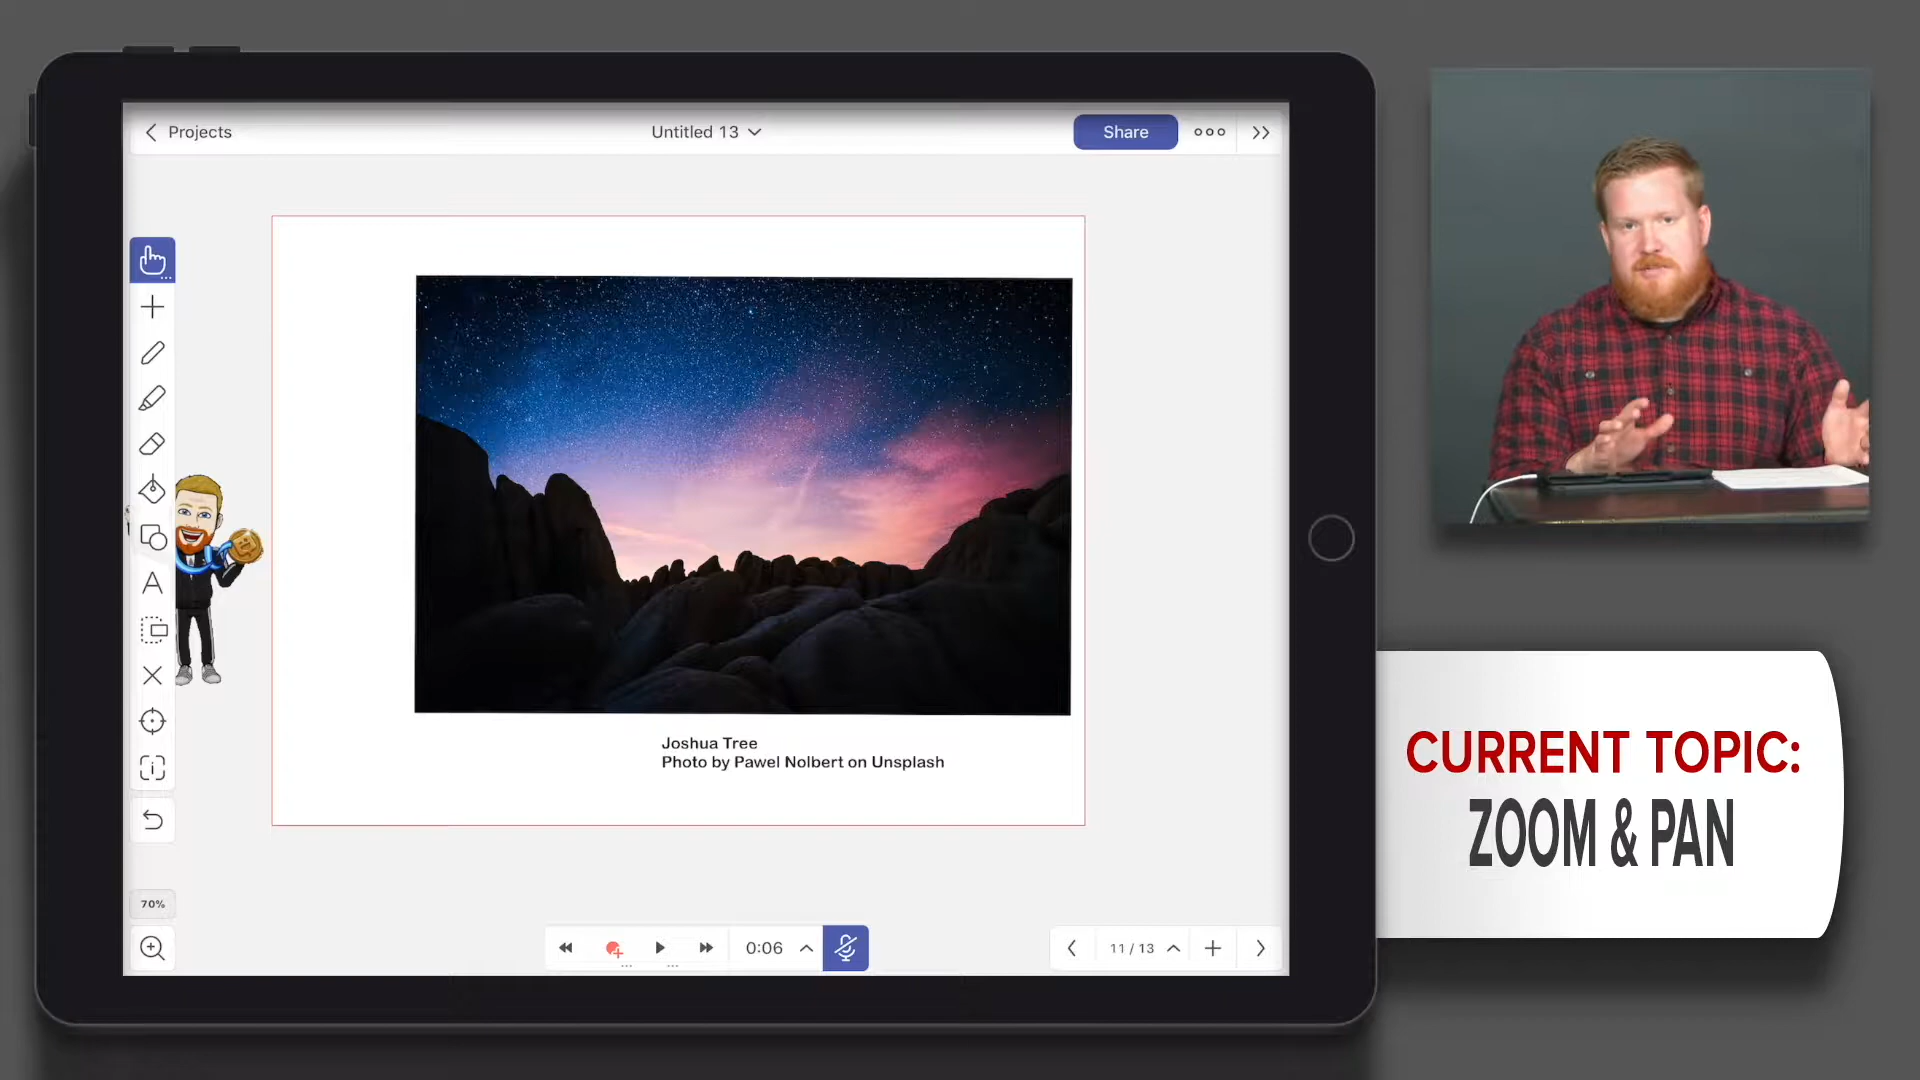 Projects
Untitled 13
Share
Joshua Tree
Photo by Pawel Nolbert on Unsplash
70%
0:06
11 / 13
CURRENT TOPIC:
ZOOM & PAN